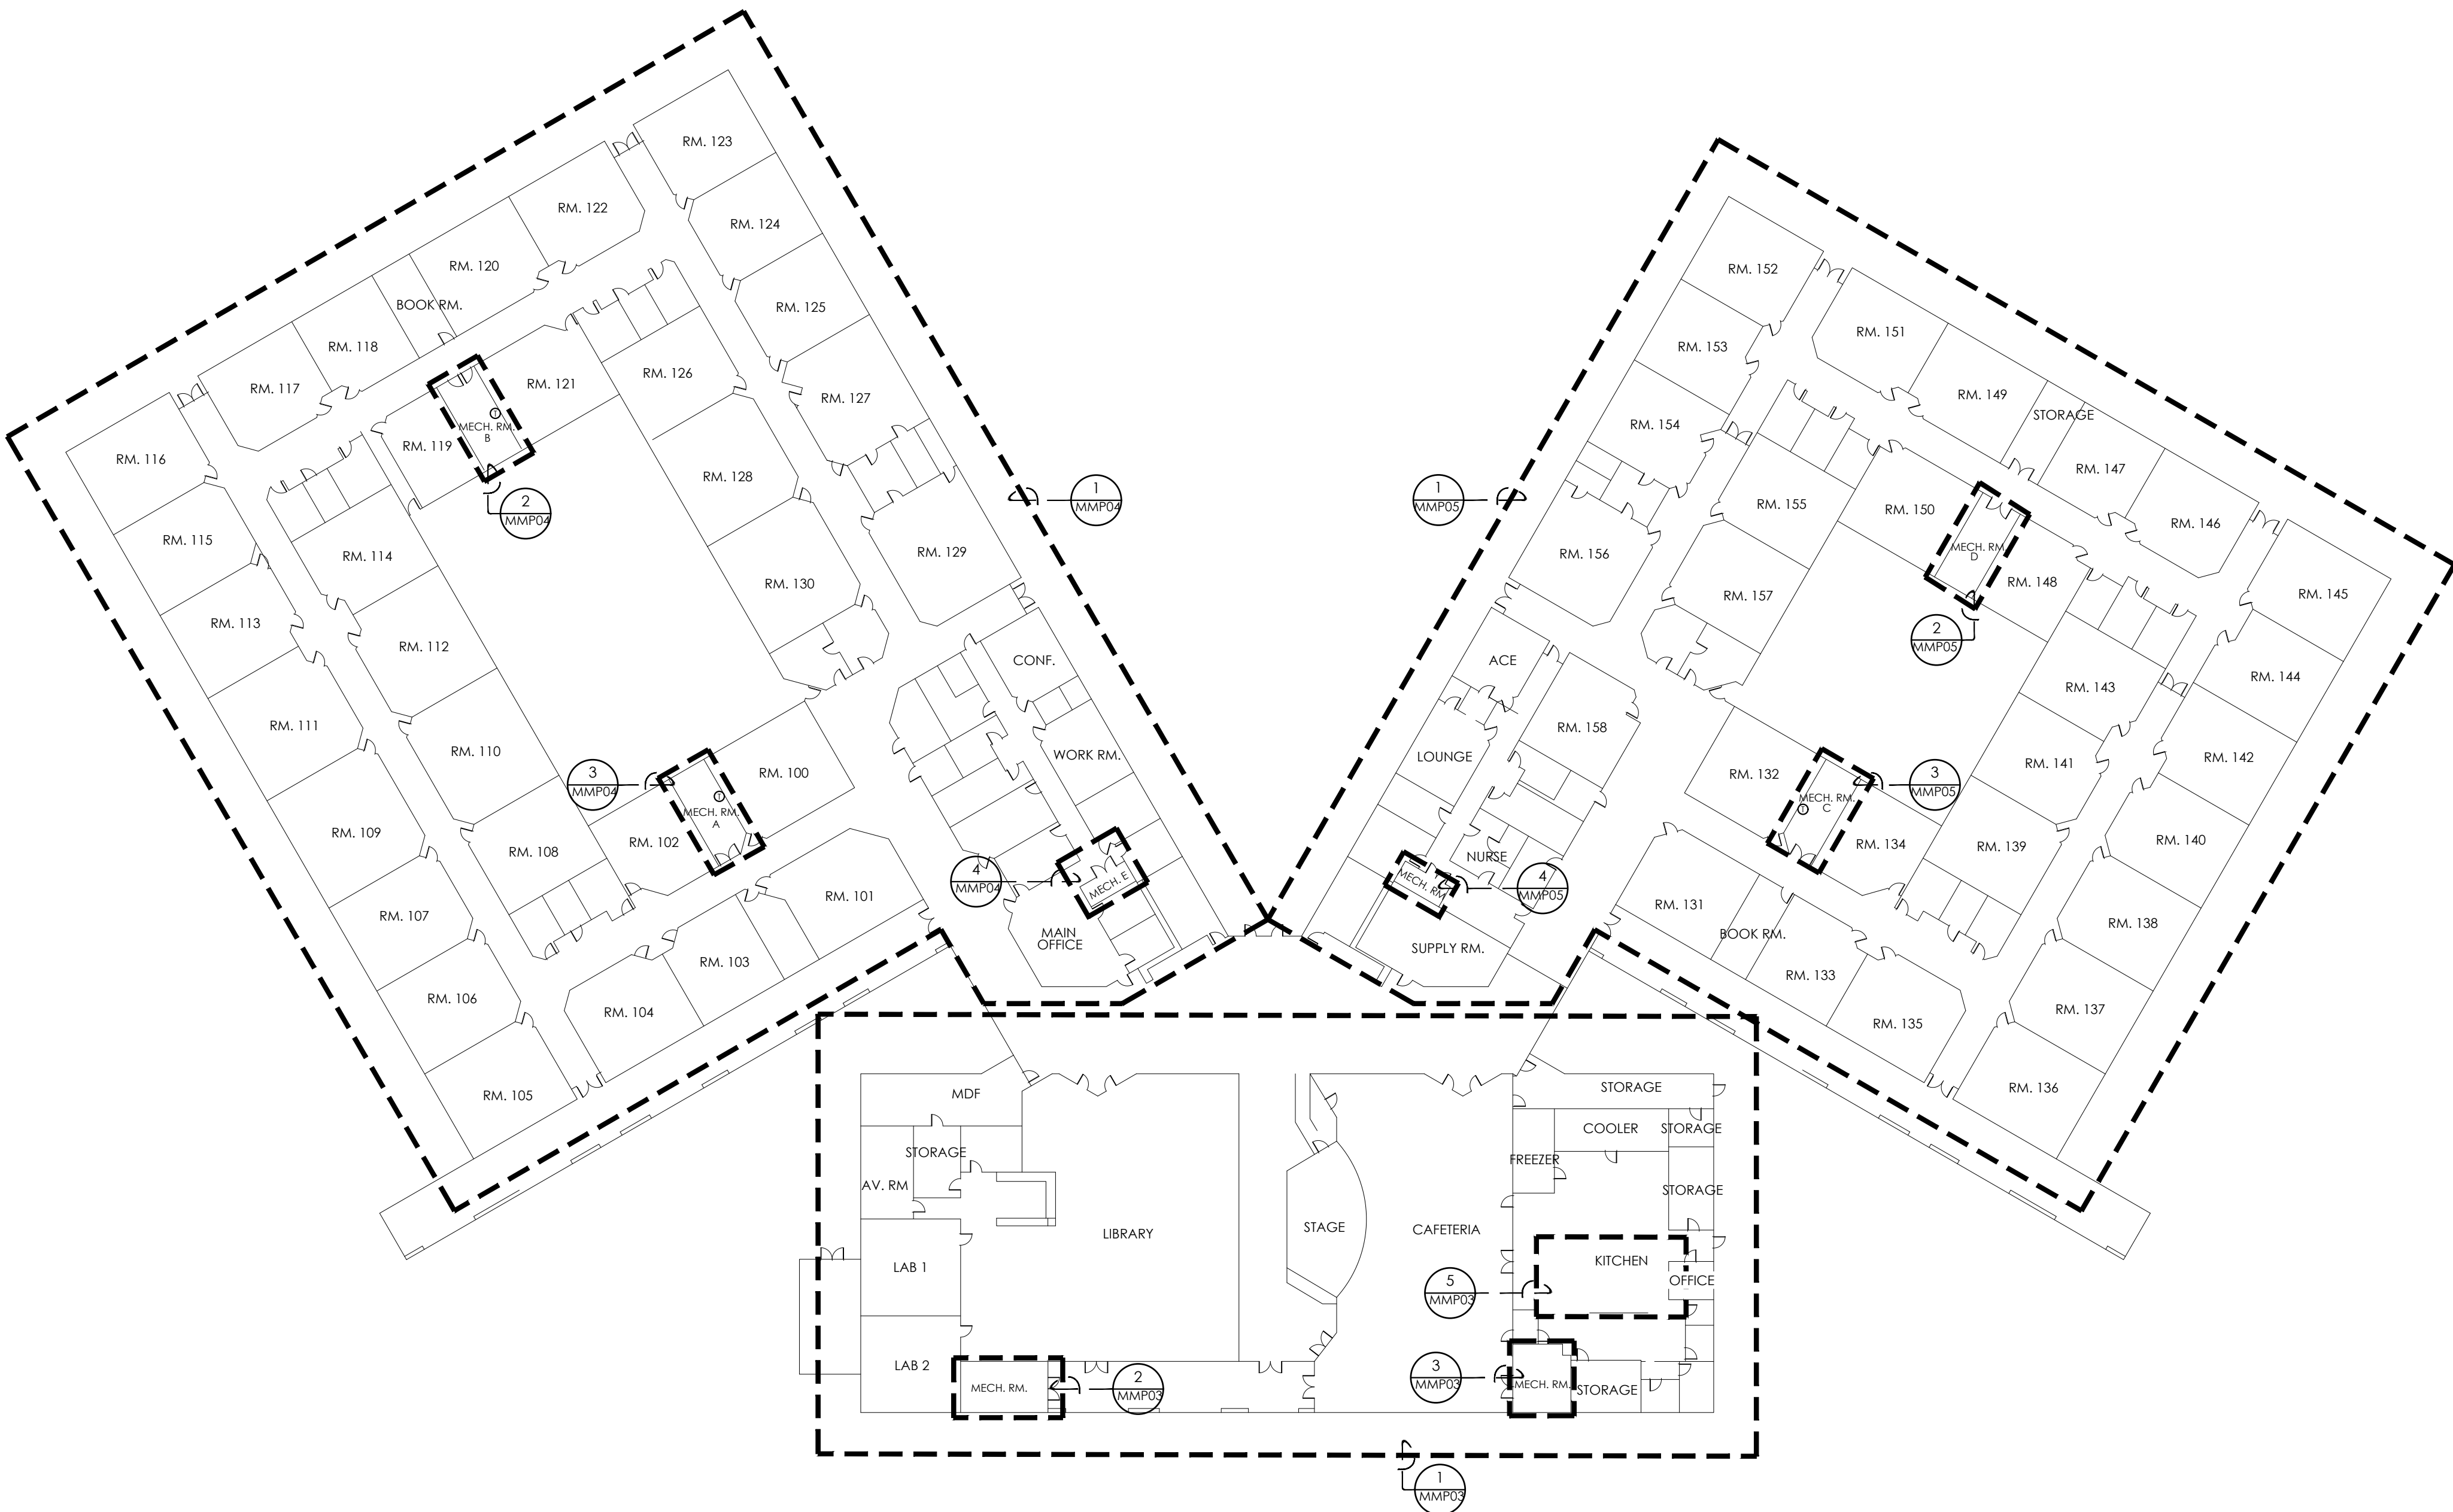 RM. 123
RM. 122
RM. 124
RM. 120
BOOK RM.
RM. 125
RM. 118
RM. 117
RM. 121
RM. 126
RM. 127
T
MECH. RM.
B
RM. 119
RM. 116
RM. 128
2
MMP04
1
MMP04
RM. 115
RM. 114
RM. 129
RM. 130
RM. 113
RM. 112
CONF.
RM. 111
RM. 110
WORK RM.
3
MMP04
RM. 100
T
MECH. RM.
A
RM. 109
RM. 108
RM. 102
4
MMP04
MECH. E
RM. 101
RM. 107
MAIN
OFFICE
RM. 103
RM. 106
RM. 104
RM. 105
RM. 152
RM. 151
RM. 153
RM. 149
STORAGE
RM. 154
RM. 147
1
MMP05
RM. 155
RM. 150
RM. 146
MECH. RM.
D
RM. 156
RM. 148
RM. 145
RM. 157
2
MMP05
ACE
RM. 144
RM. 143
RM. 158
LOUNGE
RM. 142
RM. 141
RM. 132
3
MMP05
MECH. RM.
T
C
RM. 140
RM. 134
RM. 139
NURSE
MECH. RM
4
MMP05
RM. 131
BOOK RM.
RM. 138
SUPPLY RM.
RM. 133
RM. 137
RM. 135
RM. 136
MDF
STORAGE
COOLER
STORAGE
STORAGE
FREEZER
AV. RM
STORAGE
LIBRARY
STAGE
CAFETERIA
LAB 1
KITCHEN
OFFICE
5
MMP03
LAB 2
MECH. RM.
2
MMP03
3
MMP03
MECH. RM.
STORAGE
1
MMP03